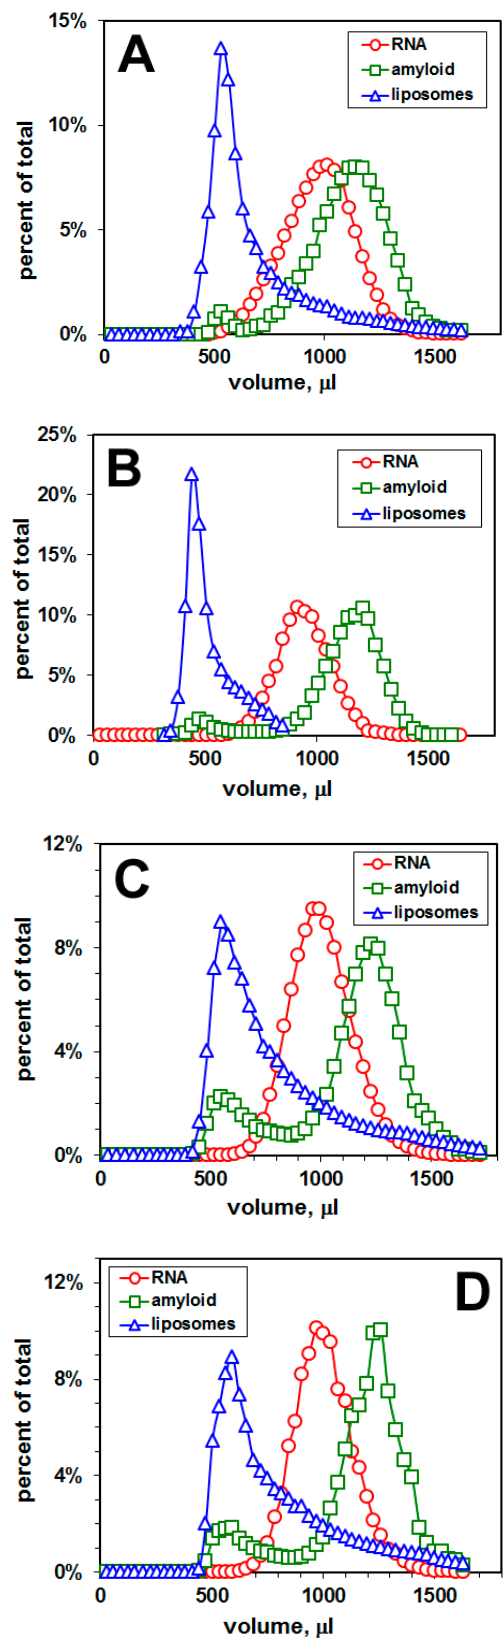 15%
A
RNA
amyloid
liposomes
10%
5%
0%
percent of total
0
500
1000
1500
volume, µl
25%
B
RNA
amyloid
liposomes
20%
15%
10%
5%
0%
percent of total
0
500
1000
1500
volume, µl
12%
C
RNA
amyloid
liposomes
8%
4%
0%
percent of total
0
500
1000
1500
volume, µl
RNA
amyloid
liposomes
D
12%
8%
4%
0%
percent of total
0
500
1000
1500
volume, µl